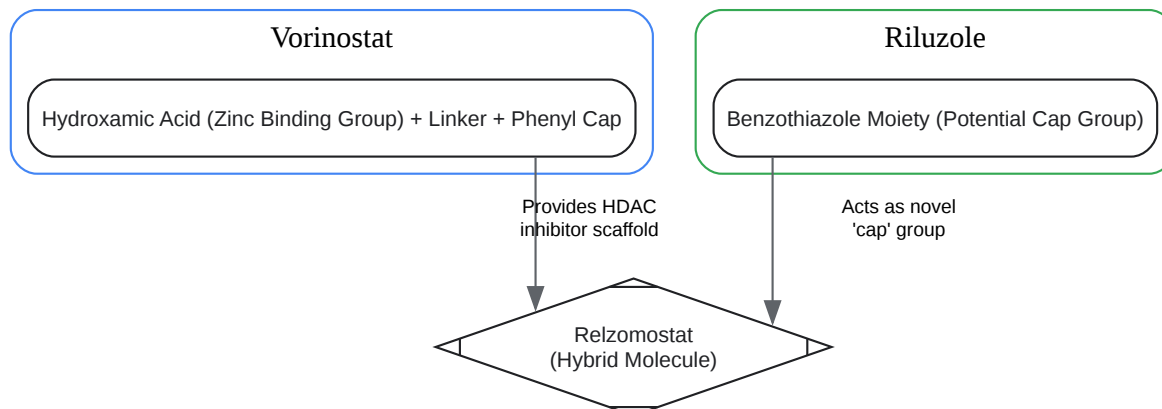 Vorinostat
Riluzole
Hydroxamic Acid (Zinc Binding Group) + Linker + Phenyl Cap
Benzothiazole Moiety (Potential Cap Group)
Provides HDAC
inhibitor scaffold
Acts as novel
'cap' group
Relzomostat
(Hybrid Molecule)